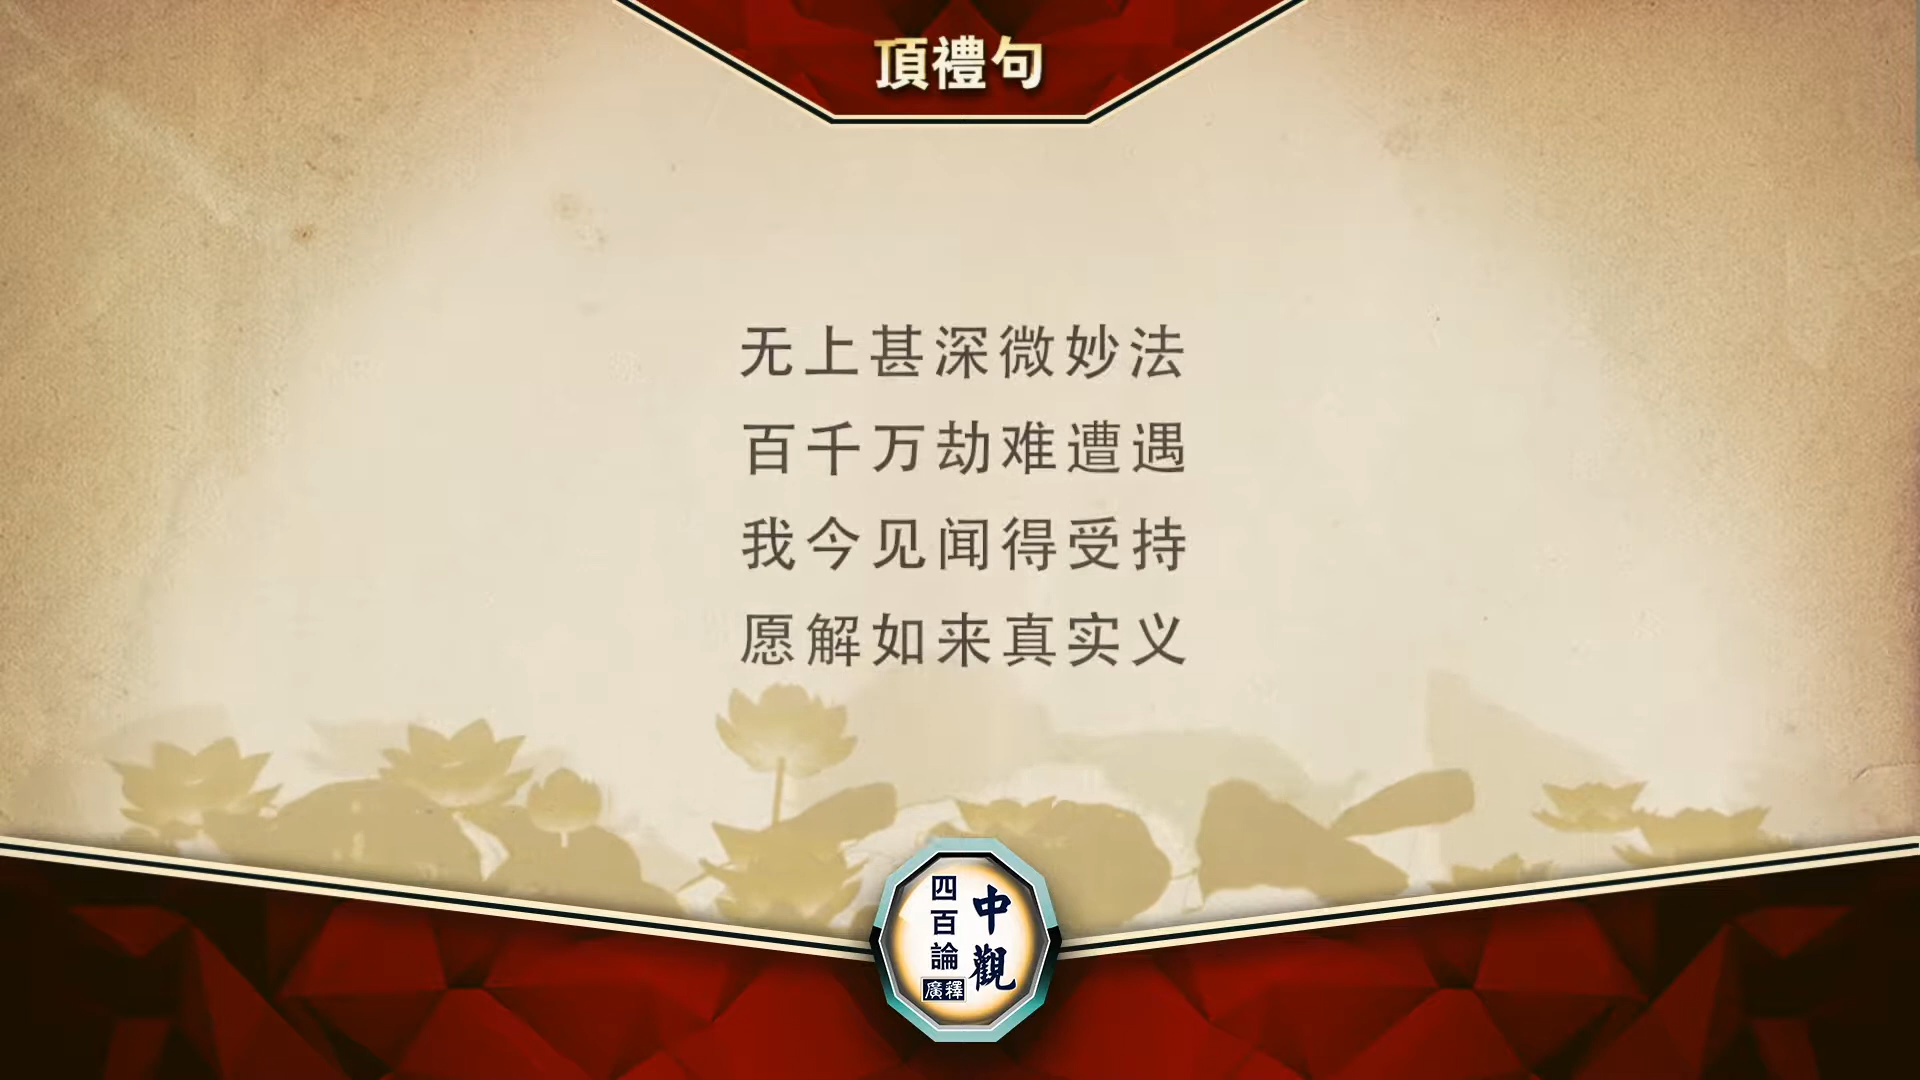 頂禮句
无上甚深微妙法
百千万劫难遭遇
我今见闻得受持
愿解如来真实义
中觀
四百論
廣釋